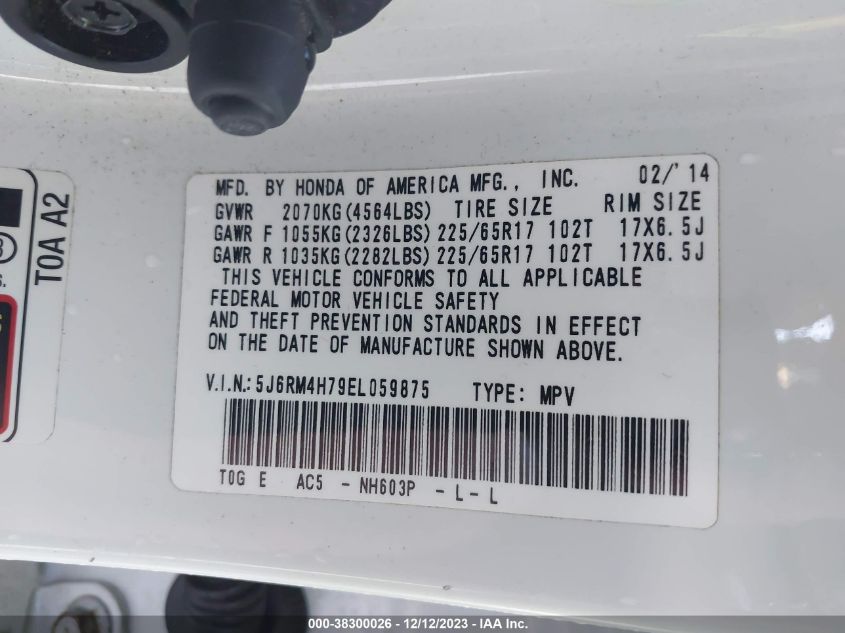 MFD. BY HONDA OF AMERICA MFG., INC. 02/'14
GVWR 2070KG(4564LBS) TIRE SIZE RIM SIZE
GAWR F 1055KG(2326LBS) 225/65R17 102T 17X6.5J
GAWR R 1035KG(2282LBS) 225/65R17 102T 17X6.5J
THIS VEHICLE CONFORMS TO ALL APPLICABLE
FEDERAL MOTOR VEHICLE SAFETY
AND THEFT PREVENTION STANDARDS IN EFFECT
ON THE DATE OF MANUFACTURE SHOWN ABOVE.
V.I.N.: 5J6RM4H79EL059875 TYPE: MPV
T0G E AC5 - NH603P - L - L
T0A A2
000-38300026 - 12/12/2023 - IAA Inc.